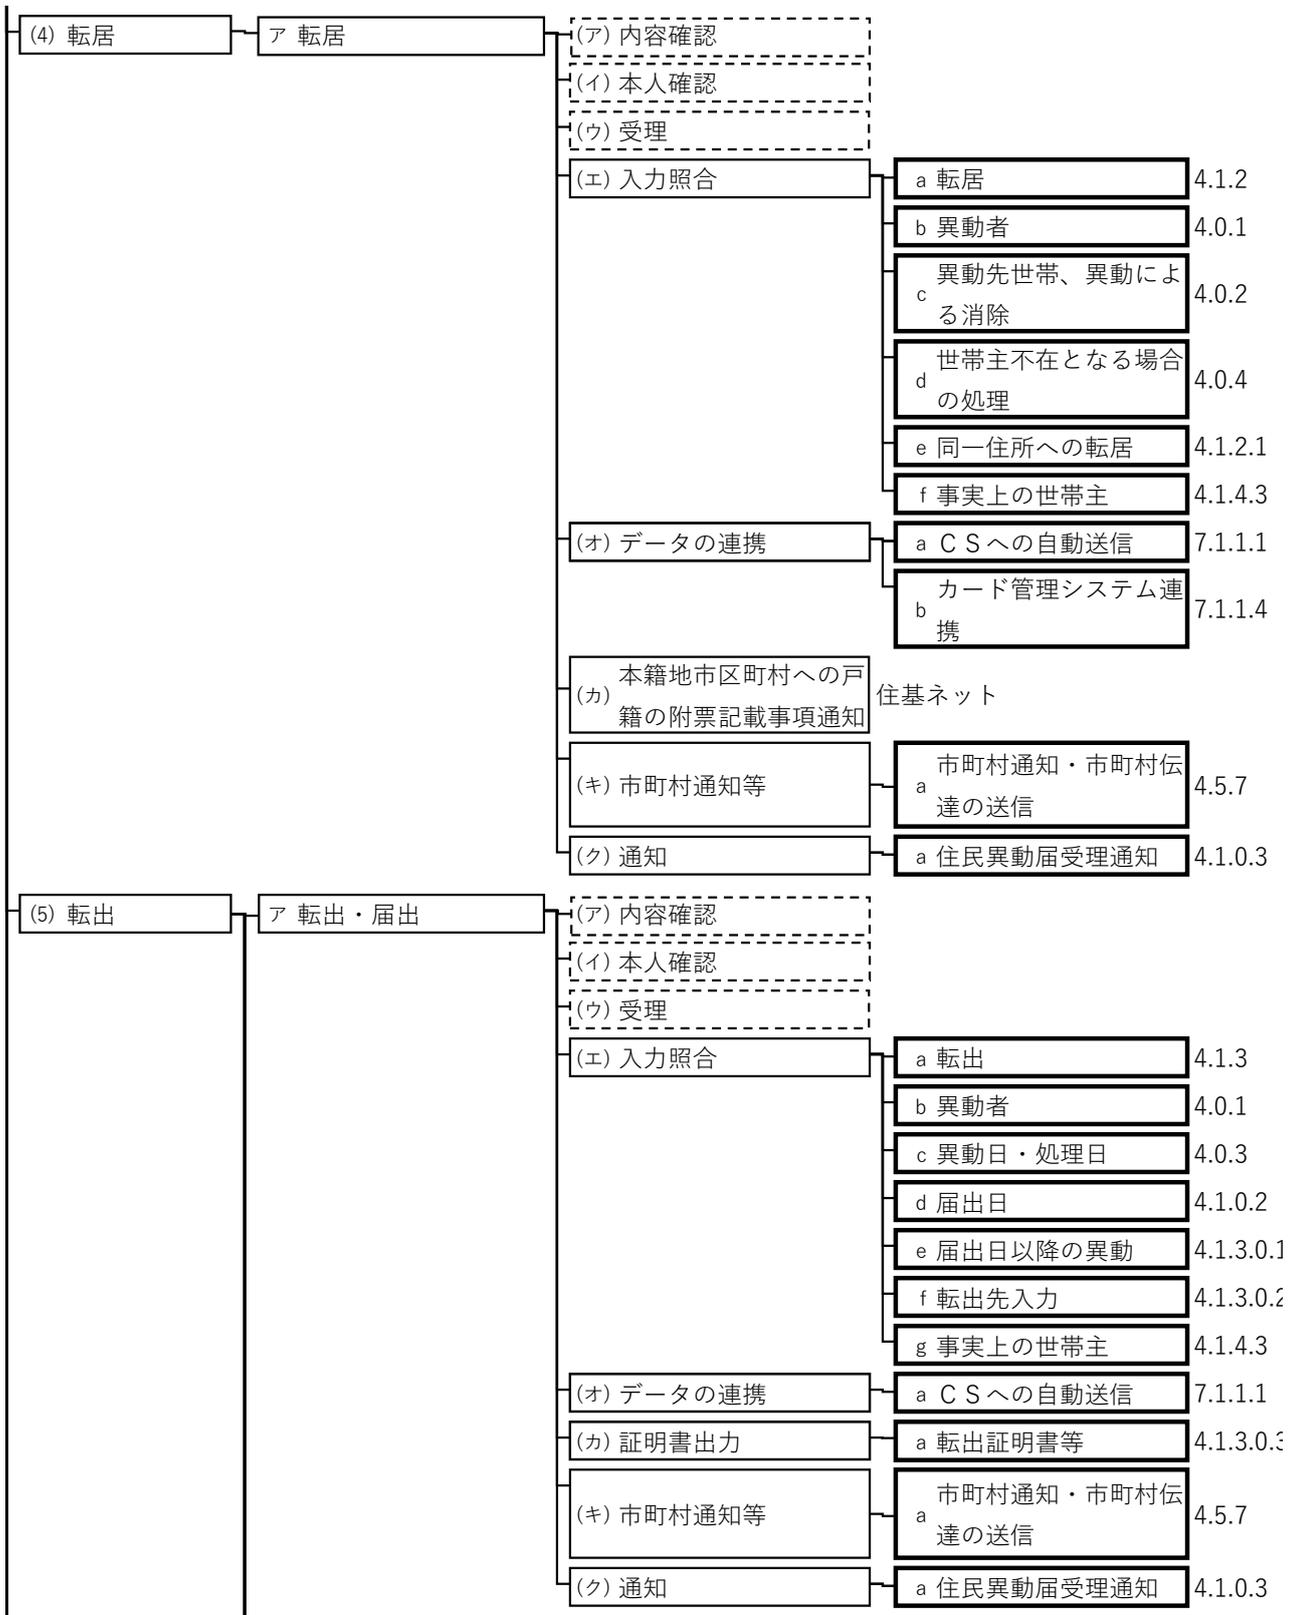 (4) 転居
ア 転居
(ア) 内容確認
(イ) 本人確認
(ウ) 受理
(エ) 入力照合
a 転居 4.1.2
b 異動者 4.0.1
c 異動先世帯、異動によ
る消除 4.0.2
d 世帯主不在となる場合
の処理 4.0.4
e 同一住所への転居 4.1.2.1
f 事実上の世帯主 4.1.4.3
(オ) データの連携
a ＣＳへの自動送信 7.1.1.1
b カード管理システム連
携 7.1.1.4
(カ) 本籍地市区町村への戸
籍の附票記載事項通知
住基ネット
(キ) 市町村通知等
a 市町村通知・市町村伝
達の送信 4.5.7
(ク) 通知
a 住民異動届受理通知 4.1.0.3
(5) 転出
ア 転出・届出
(ア) 内容確認
(イ) 本人確認
(ウ) 受理
(エ) 入力照合
a 転出 4.1.3
b 異動者 4.0.1
c 異動日・処理日 4.0.3
d 届出日 4.1.0.2
e 届出日以降の異動 4.1.3.0.1
f 転出先入力 4.1.3.0.2
g 事実上の世帯主 4.1.4.3
(オ) データの連携
a ＣＳへの自動送信 7.1.1.1
(カ) 証明書出力
a 転出証明書等 4.1.3.0.3
(キ) 市町村通知等
a 市町村通知・市町村伝
達の送信 4.5.7
(ク) 通知
a 住民異動届受理通知 4.1.0.3